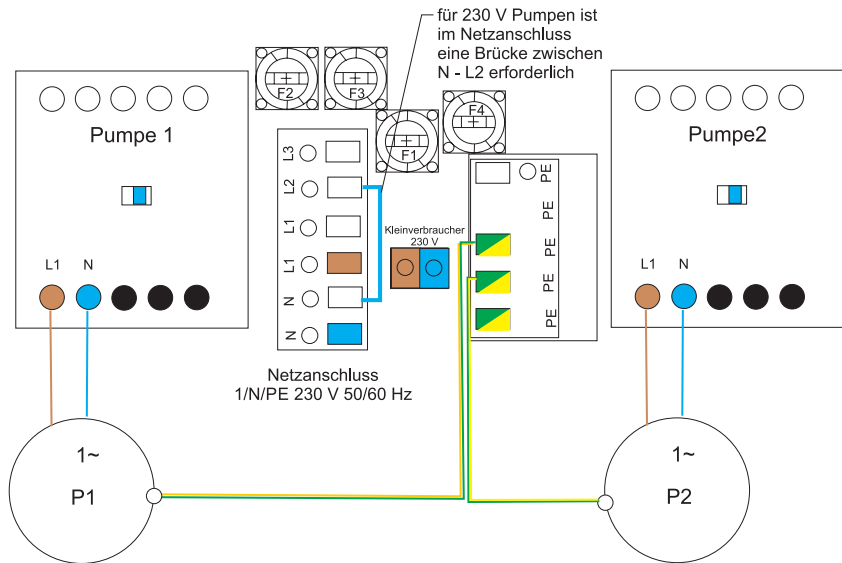 für 230 V Pumpen ist
im Netzanschluss
eine Brücke zwischen
N - L2 erforderlich
F2
F3
F1
F4
Pumpe 1
L1
N
L3
L2
L1
L1
N
N
Kleinverbraucher
230 V
PE
PE
PE
PE
PE
Pumpe2
L1
N
Netzanschluss
1/N/PE 230 V 50/60 Hz
1~
P1
1~
P2